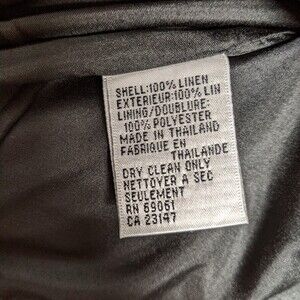 SHELL:100% LINEN
EXTERIEUR:100% LIN
LINING/DOUBLURE:
100% POLYESTER
MADE IN THAILAND
FABRIQUE EN
THAILANDE
DRY CLEAN ONLY
NETTOYER A SEC
SEULEMENT
RN 69061
CA 23147